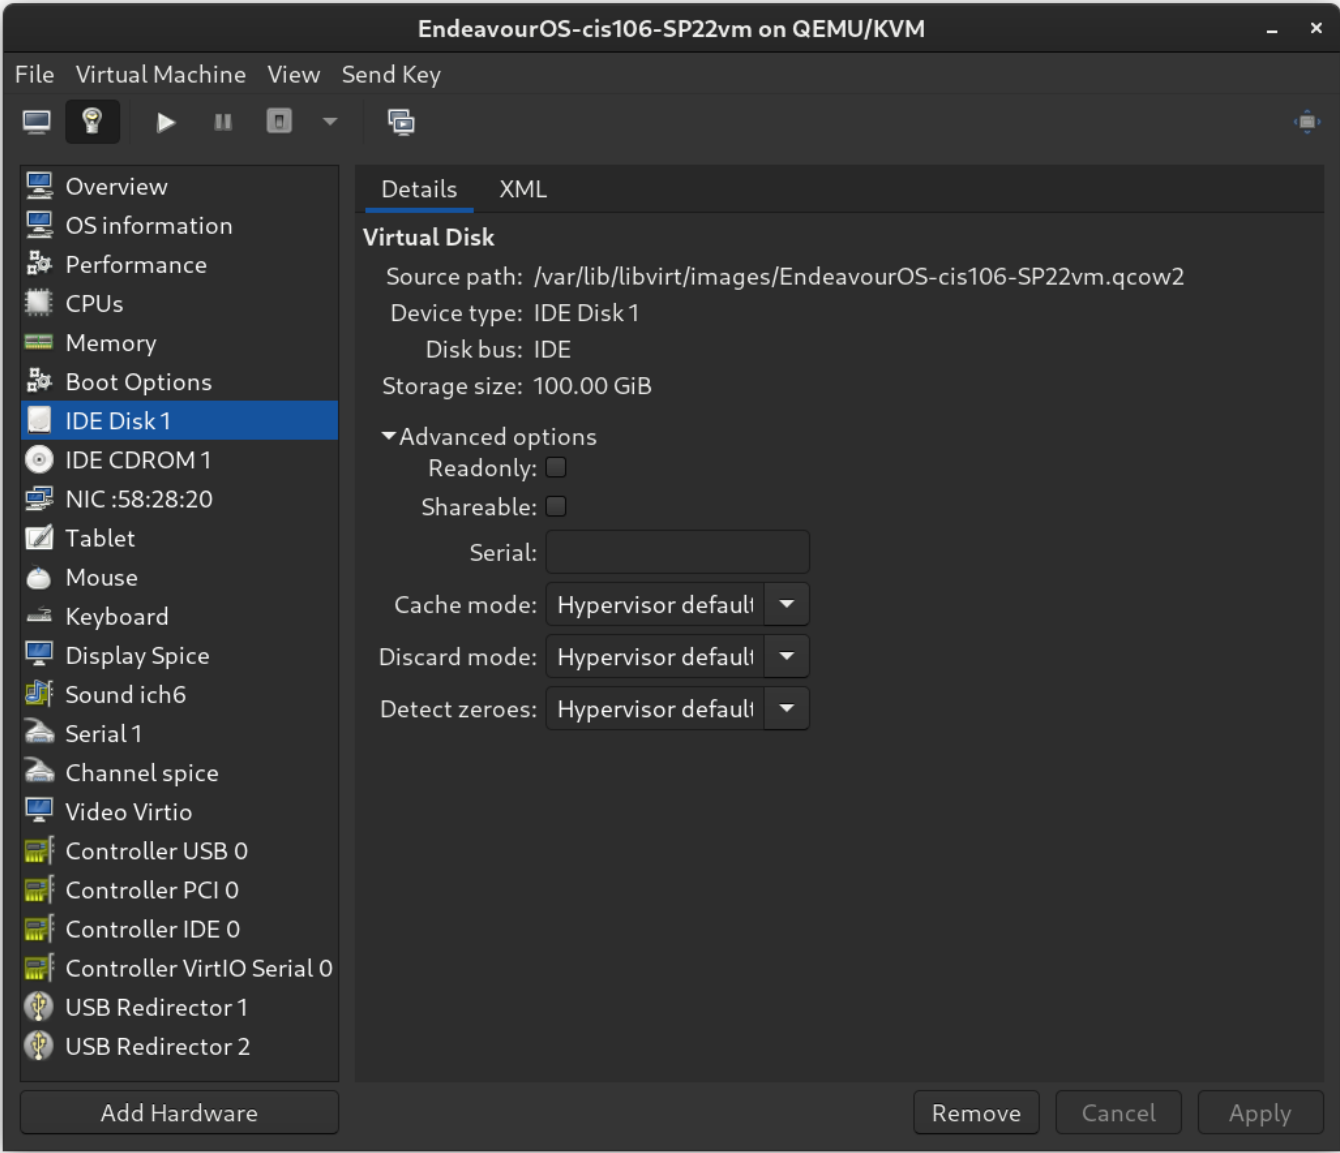 EndeavourOS-cis106-SP22vm on QEMU/KVM
File Virtual Machine View Send Key
Overview
OS information
Performance
CPUs
Memory
Boot Options
IDE Disk 1
IDE CDROM 1
NIC :58:28:20
Tablet
Mouse
Keyboard
Display Spice
Sound ich6
Serial 1
Channel spice
Video Virtio
Controller USB 0
Controller PCI 0
Controller IDE 0
Controller VirtIO Serial 0
USB Redirector 1
USB Redirector 2
Add Hardware
Details XML
Virtual Disk
Source path: /var/lib/libvirt/images/EndeavourOS-cis106-SP22vm.qcow2
Device type: IDE Disk 1
Disk bus: IDE
Storage size: 100.00 GiB
Advanced options
Readonly:
Shareable:
Serial:
Cache mode: Hypervisor default
Discard mode: Hypervisor default
Detect zeroes: Hypervisor default
Remove Cancel Apply